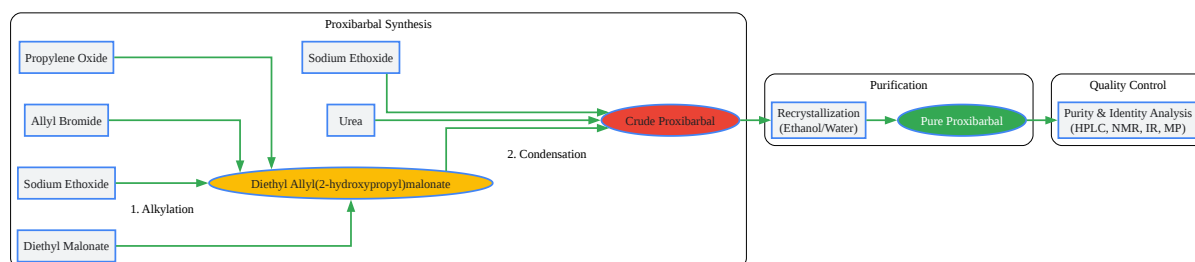 Proxibarbal Synthesis
Propylene Oxide
Sodium Ethoxide
Allyl Bromide
Urea
Crude Proxibarbal
2. Condensation
Sodium Ethoxide
Diethyl Allyl(2-hydroxypropyl)malonate
1. Alkylation
Diethyl Malonate
Purification
Recrystallization
(Ethanol/Water)
Pure Proxibarbal
Quality Control
Purity & Identity Analysis
(HPLC, NMR, IR, MP)